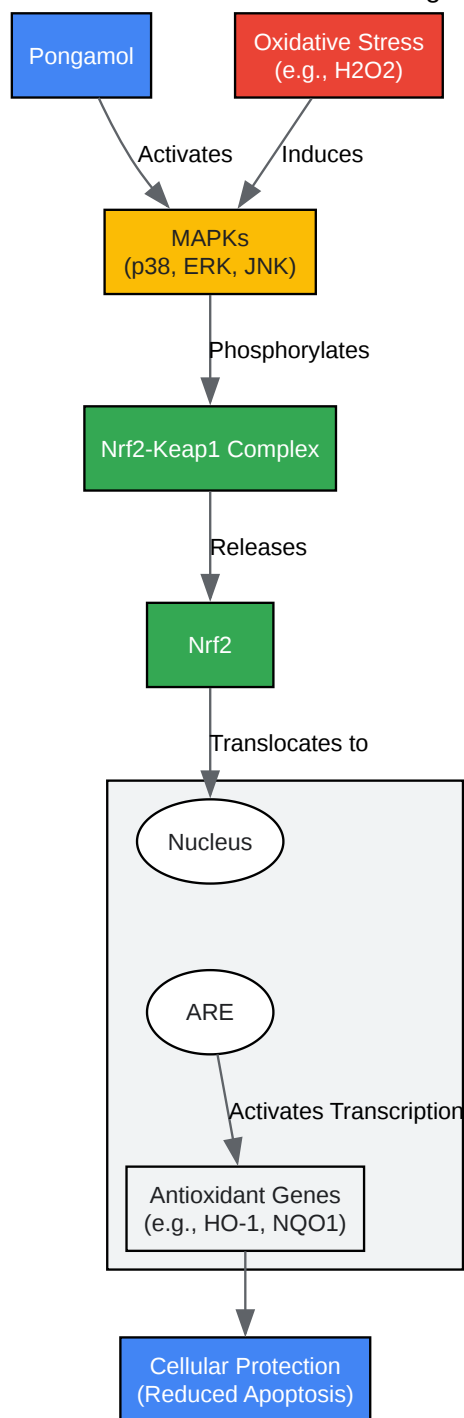 Pongamol
Oxidative Stress
(e.g., H2O2)
Activates
Induces
MAPKs
(p38, ERK, JNK)
Phosphorylates
Nrf2-Keap1 Complex
Releases
Nrf2
Translocates to
Nucleus
ARE
Activates Transcription
Antioxidant Genes
(e.g., HO-1, NQO1)
Cellular Protection
(Reduced Apoptosis)